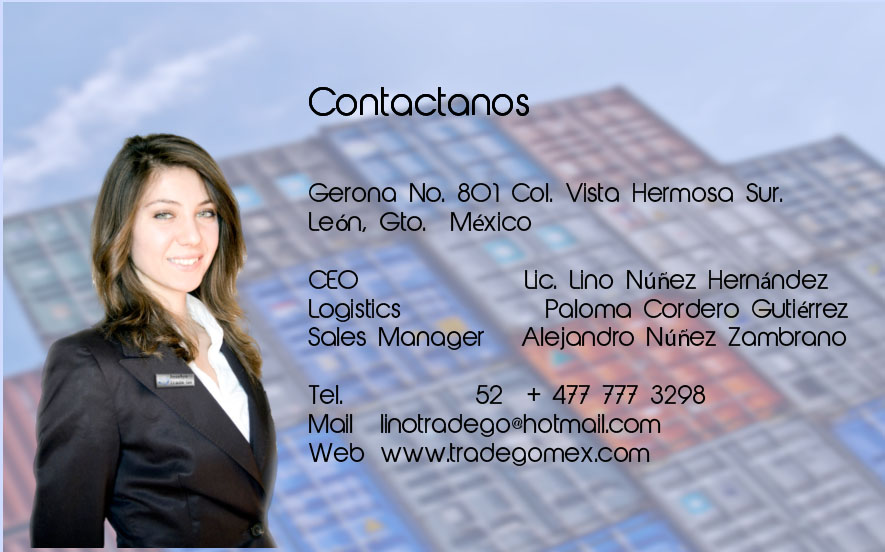 Contactanos
Gerona No. 801 Col. Vista Hermosa Sur.
León, Gto. México
CEO Lic. Lino Núñez Hernández
Logistics Paloma Cordero Gutiérrez
Sales Manager Alejandro Núñez Zambrano
Tel. 52 + 477 777 3298
Mail linotradego@hotmail.com
Web www.tradegomex.com